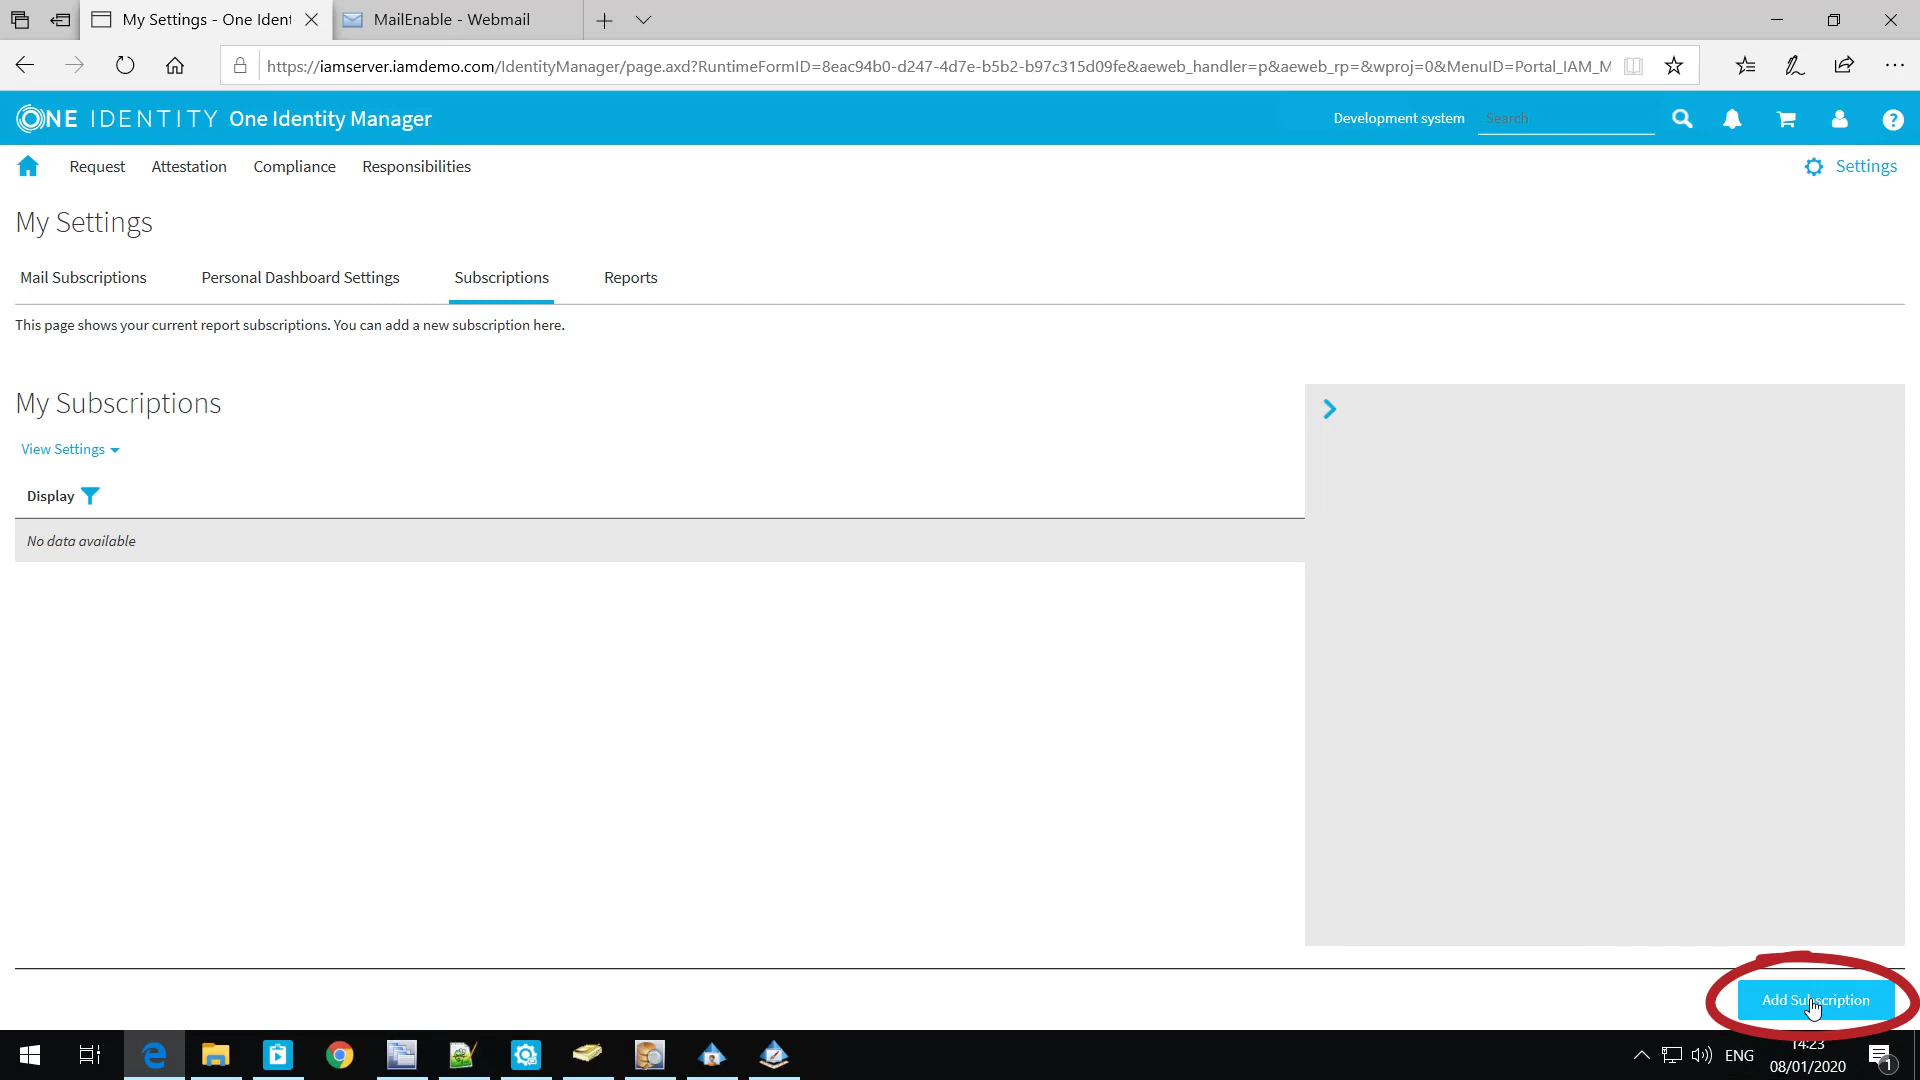 My Settings - One Ident
MailEnable - Webmail
https://iamserver.iamdemo.com/IdentityManager/page.axd?RuntimeFormID=8eac94b0-d247-4d7e-b5b2-b97c315d09fe&aeweb_handler=p&aeweb_rp=&wproj=0&MenuID=Portal_IAM_M
ONE IDENTITY One Identity Manager
Development system
Search
Request
Attestation
Compliance
Responsibilities
Settings
My Settings
Mail Subscriptions
Personal Dashboard Settings
Subscriptions
Reports
This page shows your current report subscriptions. You can add a new subscription here.
My Subscriptions
View Settings
Display
No data available
Add Subscription
ENG
14:23
08/01/2020
1